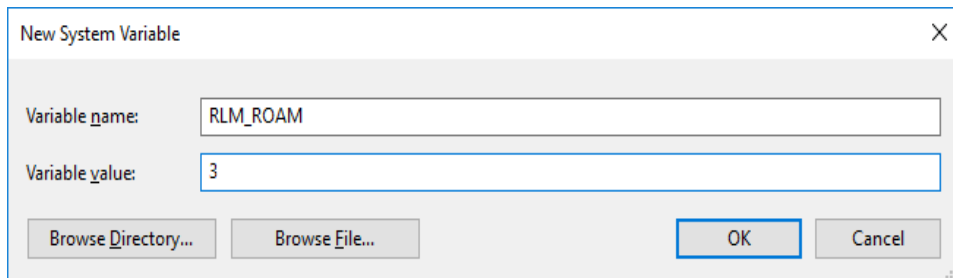 New System Variable
Variable name: RLM_ROAM
Variable value: 3
Browse Directory... Browse File... OK Cancel